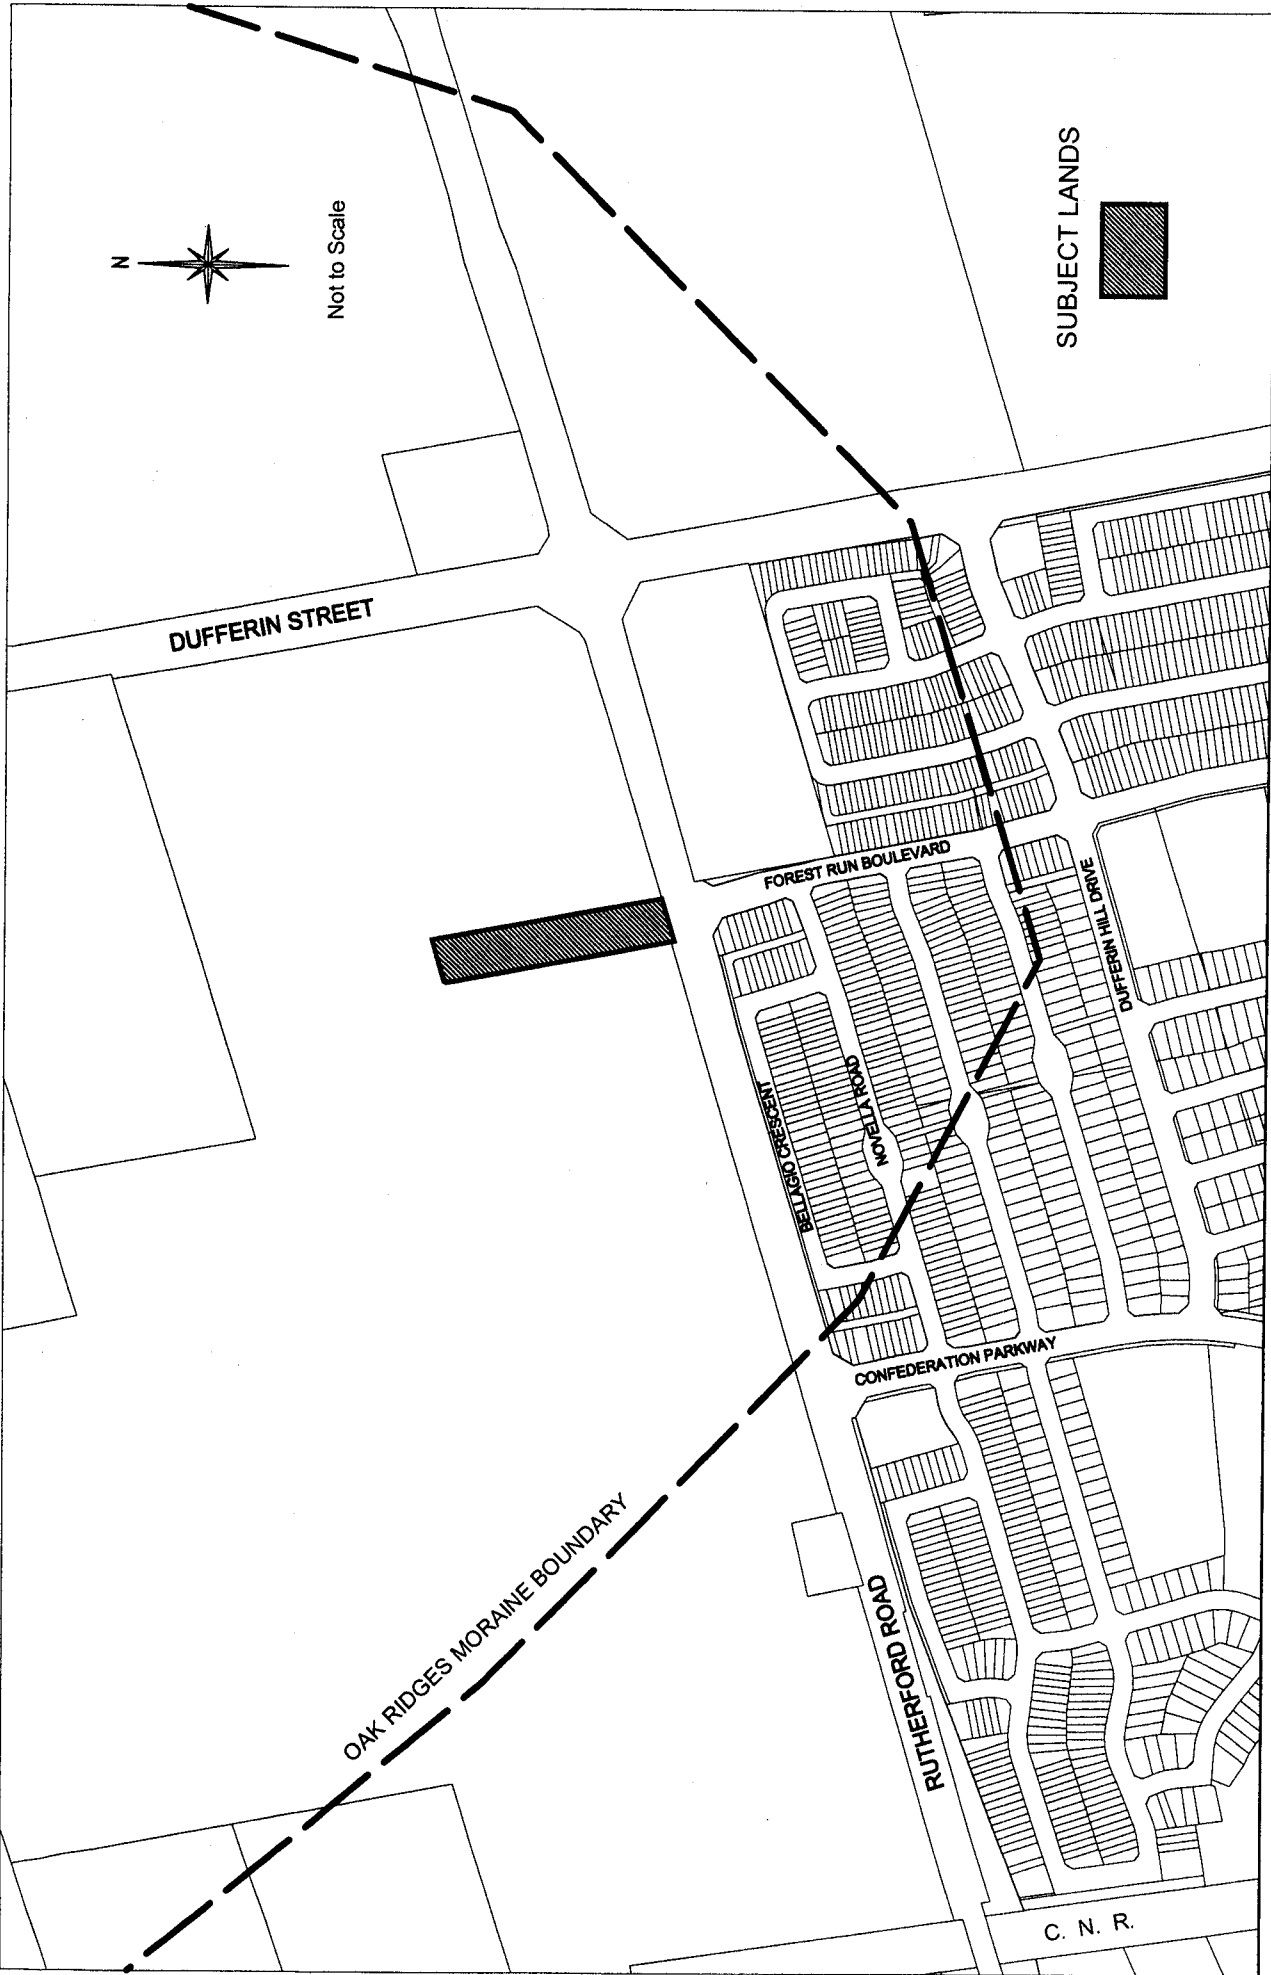 N
Not to Scale
SUBJECT LANDS
DUFFERIN STREET
FOREST RUN BOULEVARD
DUFFERIN HILL DRIVE
NOVELLA ROAD
BELLAGIO CRESCENT
CONFEDERATION PARKWAY
OAK RIDGES MORAINE BOUNDARY
RUTHERFORD ROAD
C. N. R.